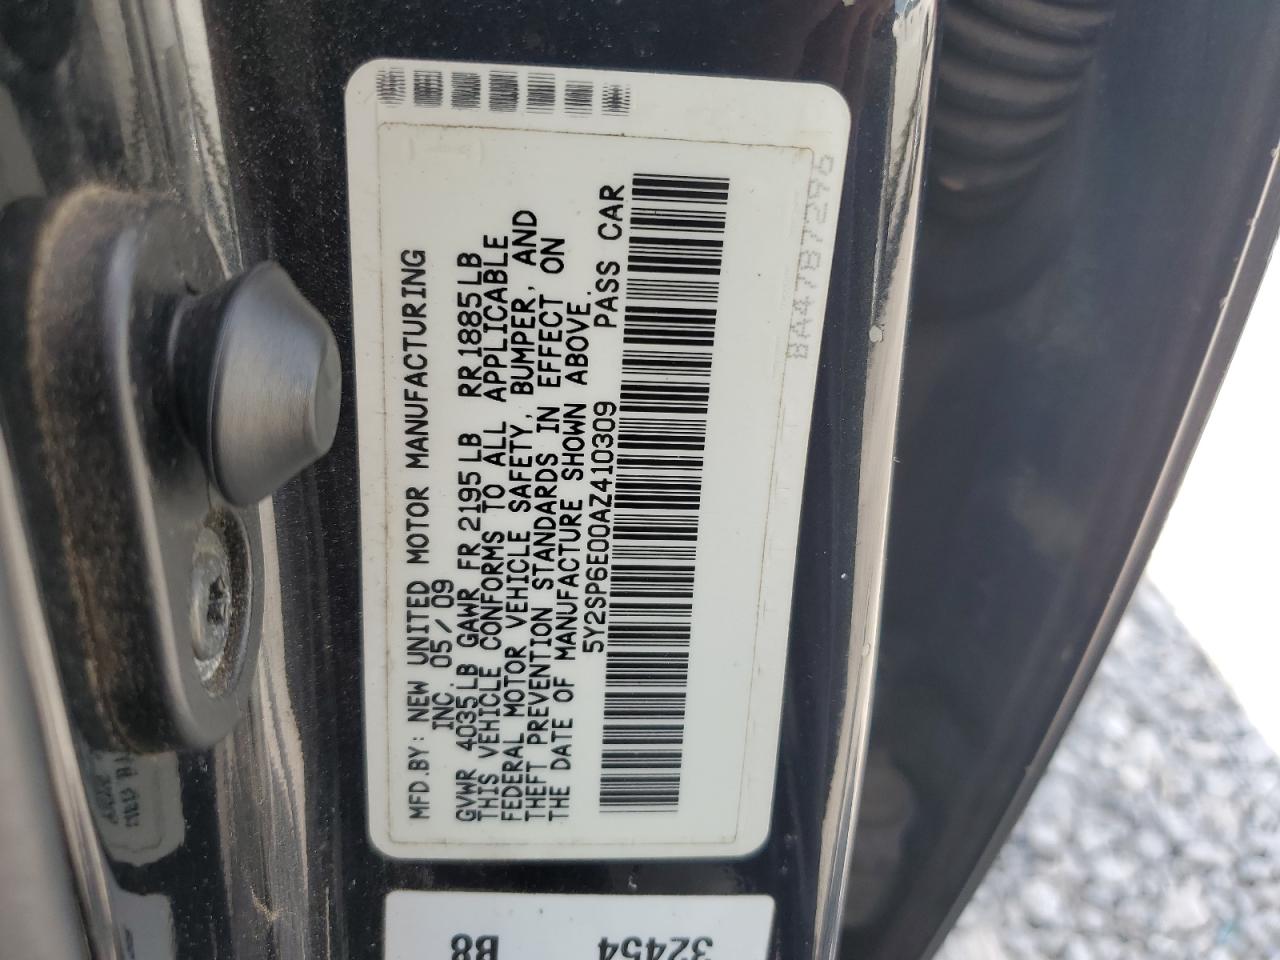 MFD.BY: NEW UNITED MOTOR MANUFACTURING
INC. 05/09
GVWR 4035LB GAWR FR 2195LB RR 1885LB
THIS VEHICLE CONFORMS TO ALL APPLICABLE
FEDERAL MOTOR VEHICLE SAFETY, BUMPER, AND
THEFT PREVENTION STANDARDS IN EFFECT ON
THE DATE OF MANUFACTURE SHOWN ABOVE.
5Y2SP6E00AZ410309 PASS CAR
32454
B8